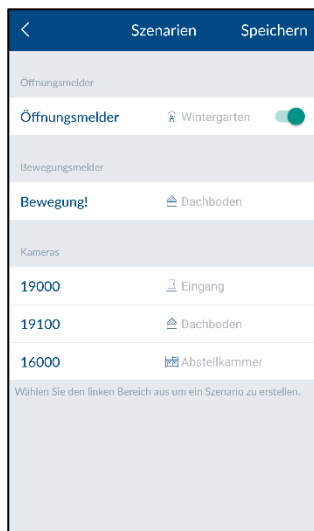 Szenarien Speichern
Öffnungsmelder
Öffnungsmelder Wintergarten
Bewegungsmelder
Bewegung! Dachboden
Kameras
19000 Eingang
19100 Dachboden
16000 Abstellkammer
Wählen Sie den linken Bereich aus um ein Szenario zu erstellen.